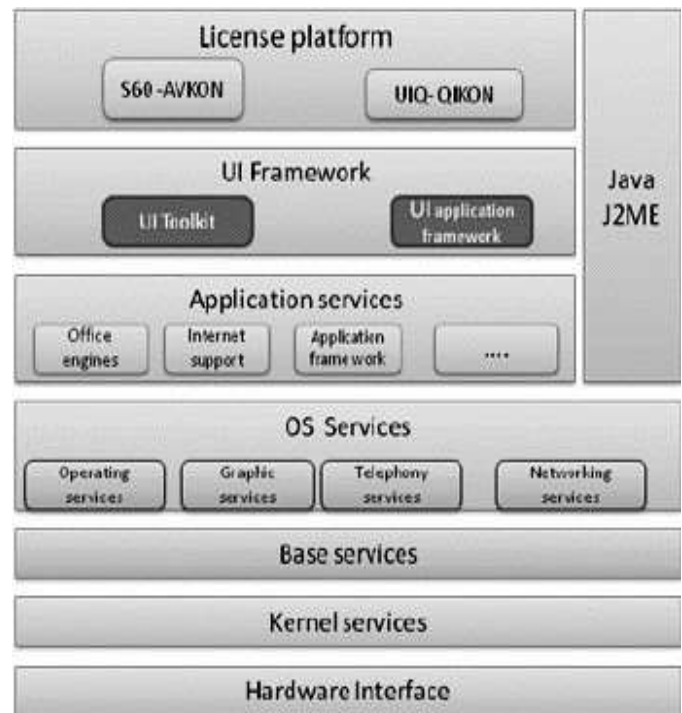 License platform
S60-AVKON
UIQ-QIKON
UI Framework
UI Toolkit
UI application
framework
Java
J2ME
Application services
Office
engines
Internet
support
Application
framework
....
OS Services
Operating
services
Graphic
services
Telephony
services
Networking
services
Base services
Kernel services
Hardware Interface